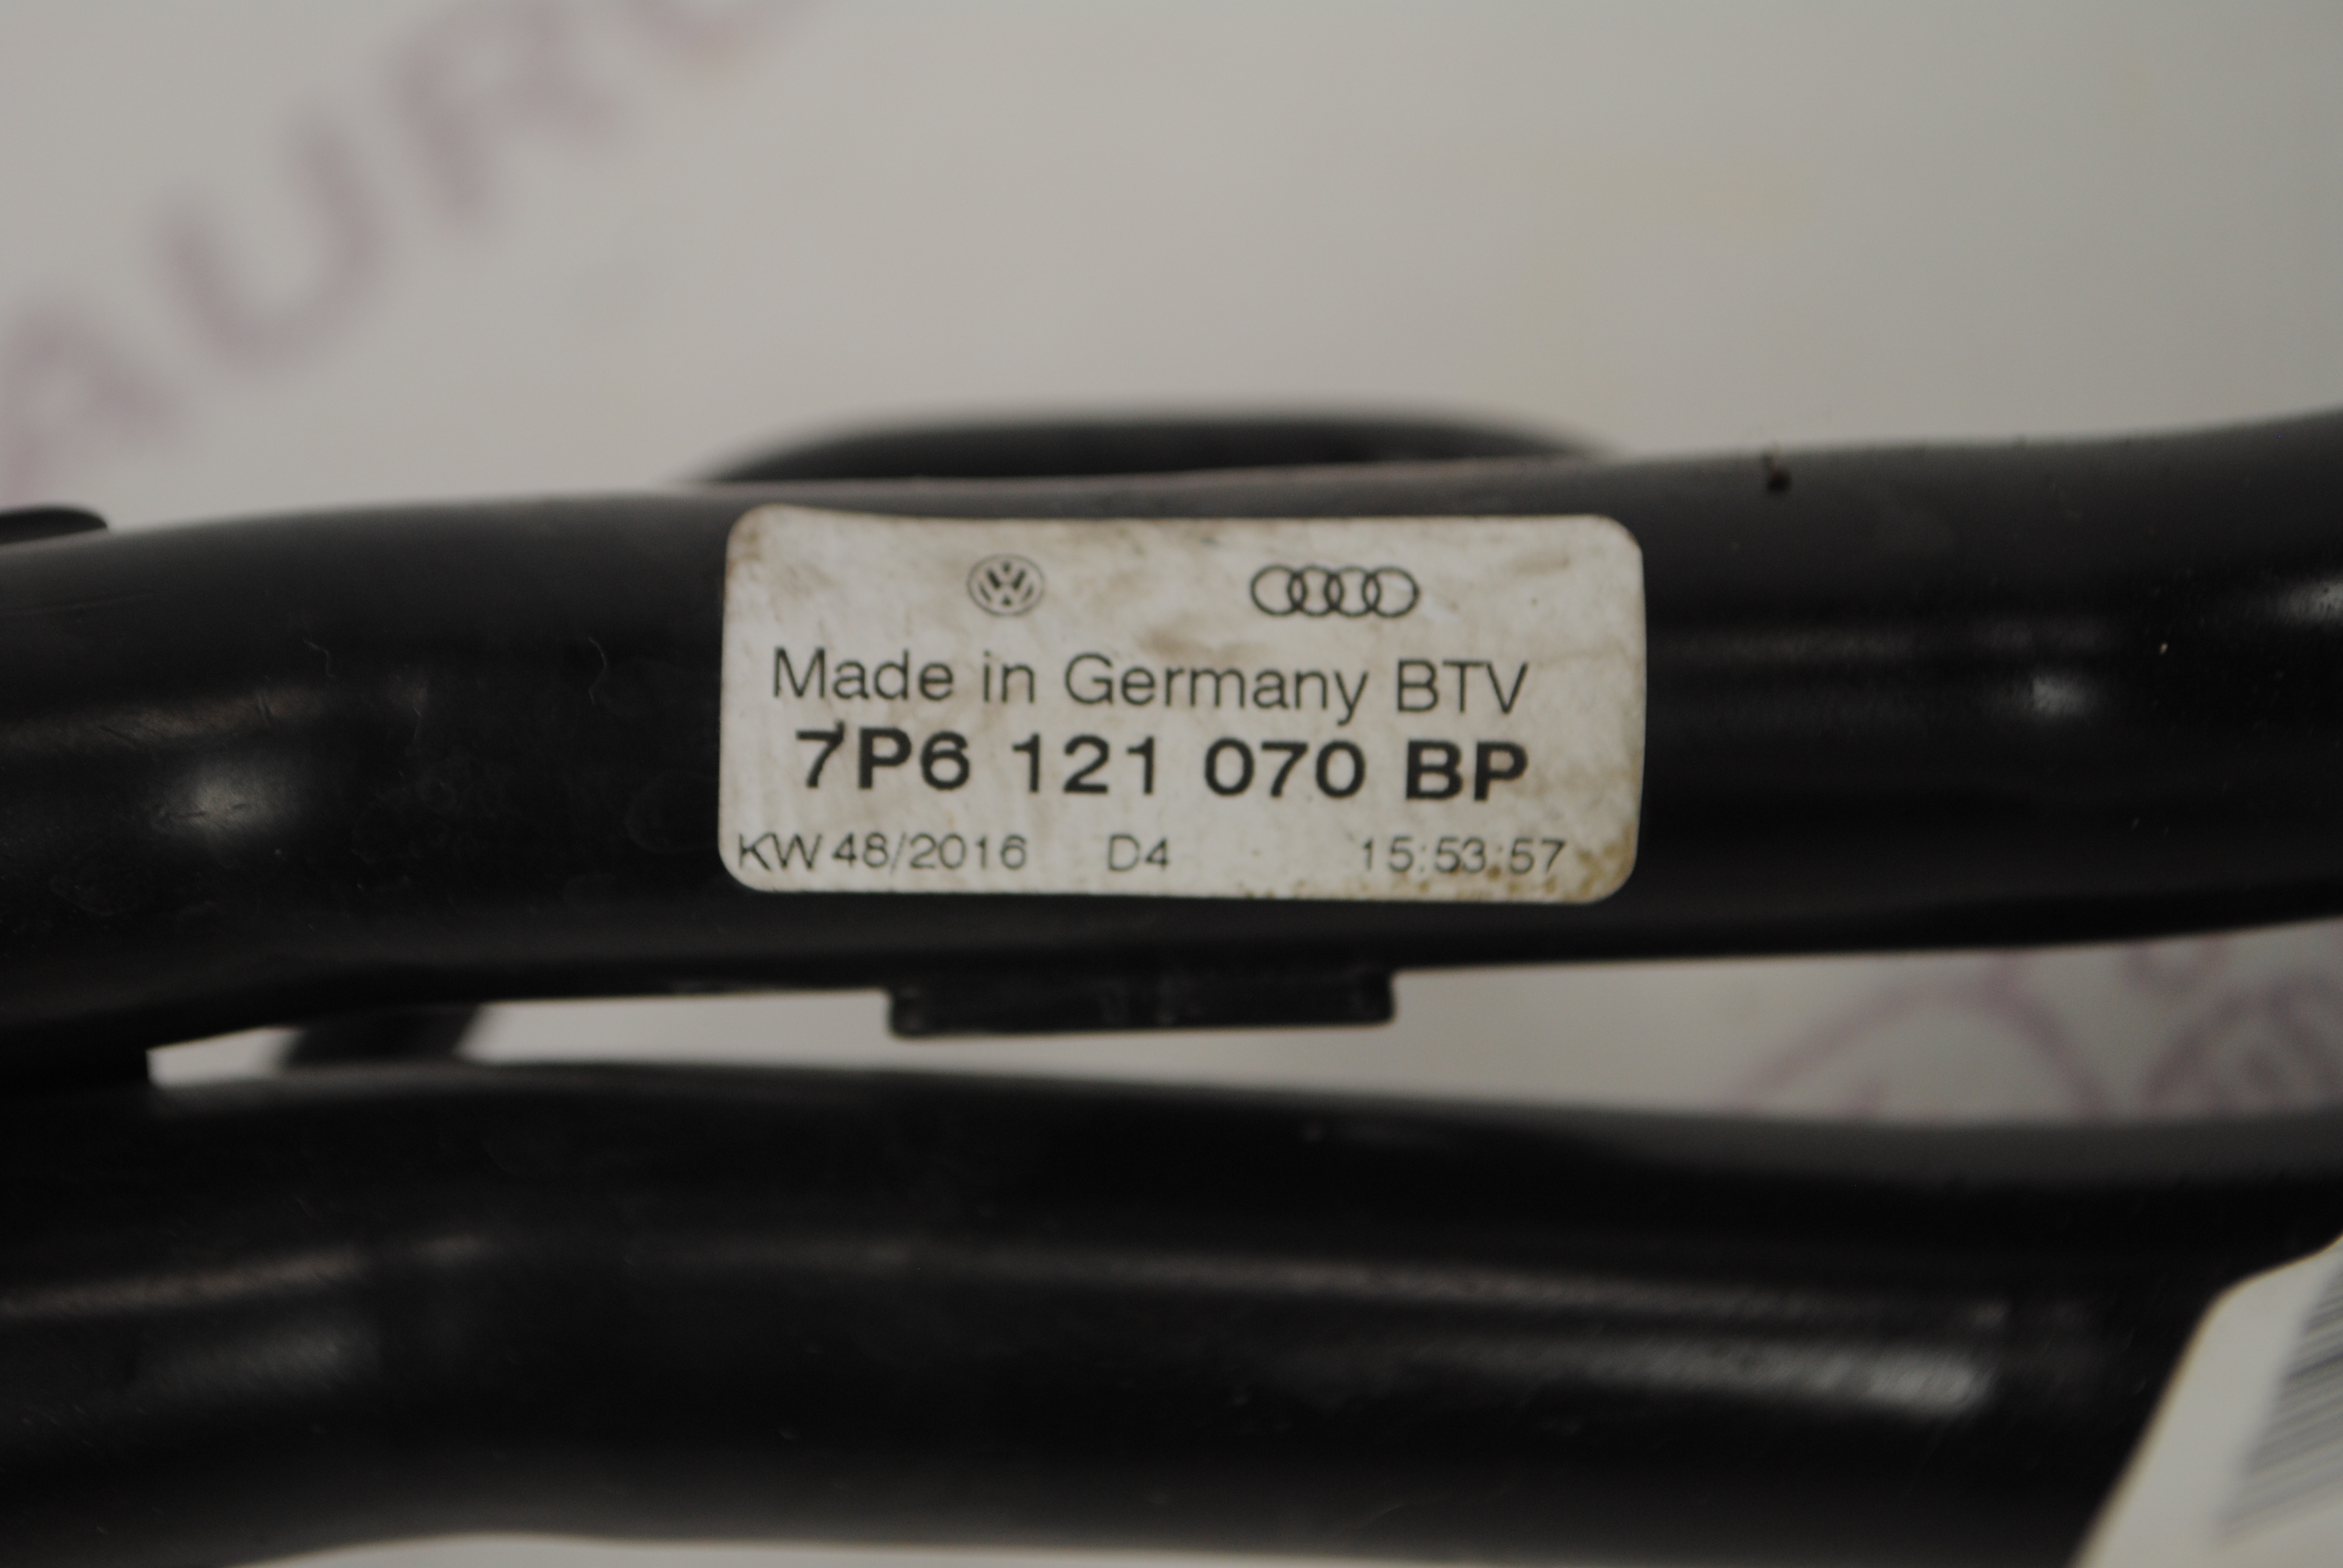 Made in Germany BTV
7P6 121 070 BP
KW 48/2016 D4 15:53:57